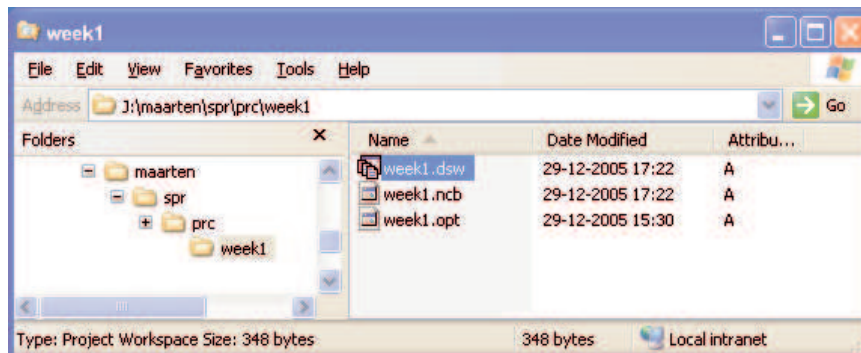 week1
File Edit View Favorites Tools Help
Address J:\maarten\spr\prc\week1 Go
Folders x Name Date Modified Attribu...
maarten week1.dsw 29-12-2005 17:22 A
spr week1.ncb 29-12-2005 17:22 A
prc week1.opt 29-12-2005 15:30 A
week1
Type: Project Workspace Size: 348 bytes 348 bytes Local intranet